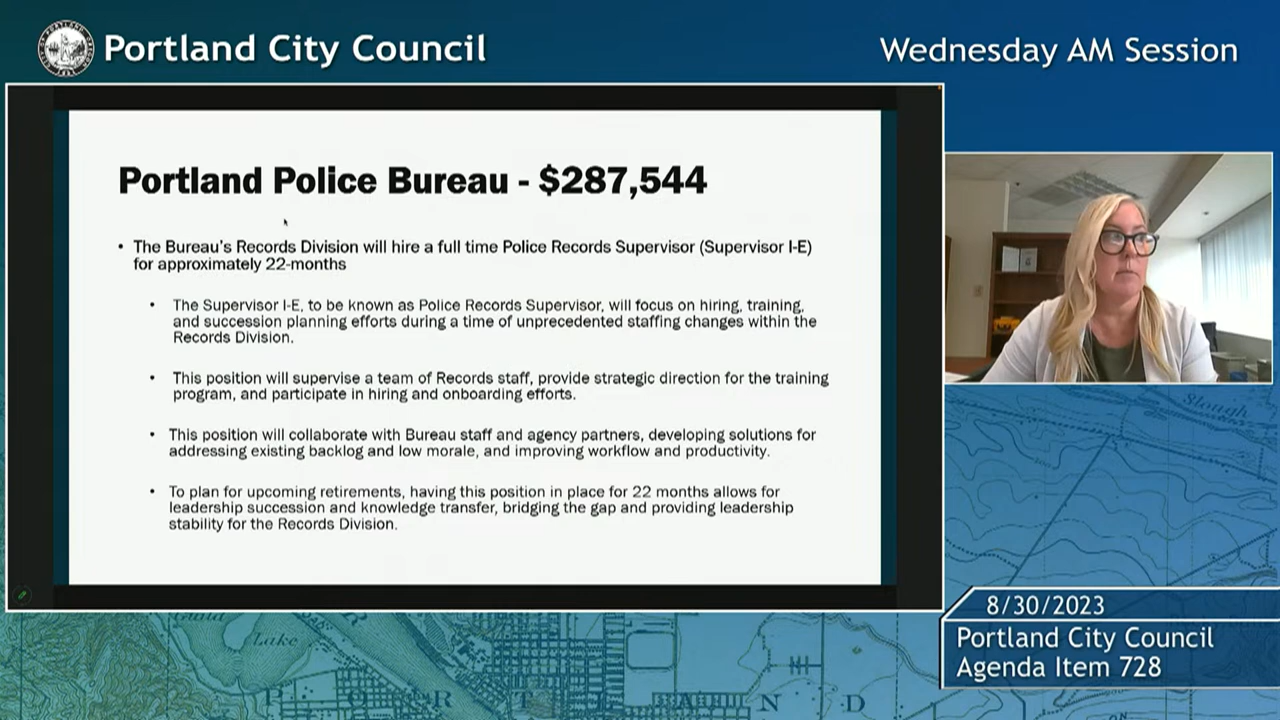 Portland City Council
Wednesday AM Session
Portland Police Bureau - $287,544
• The Bureau's Records Division will hire a full time Police Records Supervisor (Supervisor I-E)
for approximately 22-months
• The Supervisor I-E, to be known as Police Records Supervisor, will focus on hiring, training,
and succession planning efforts during a time of unprecedented staffing changes within the
Records Division.
• This position will supervise a team of Records staff, provide strategic direction for the training
program, and participate in hiring and onboarding efforts.
• This position will collaborate with Bureau staff and agency partners, developing solutions for
addressing existing backlog and low morale, and improving workflow and productivity.
• To plan for upcoming retirements, having this position in place for 22 months allows for
leadership succession and knowledge transfer, bridging the gap and providing leadership
stability for the Records Division.
Slough
8/30/2023
Portland City Council
Agenda Item 728
Guild
Lake
P O R T L A N D